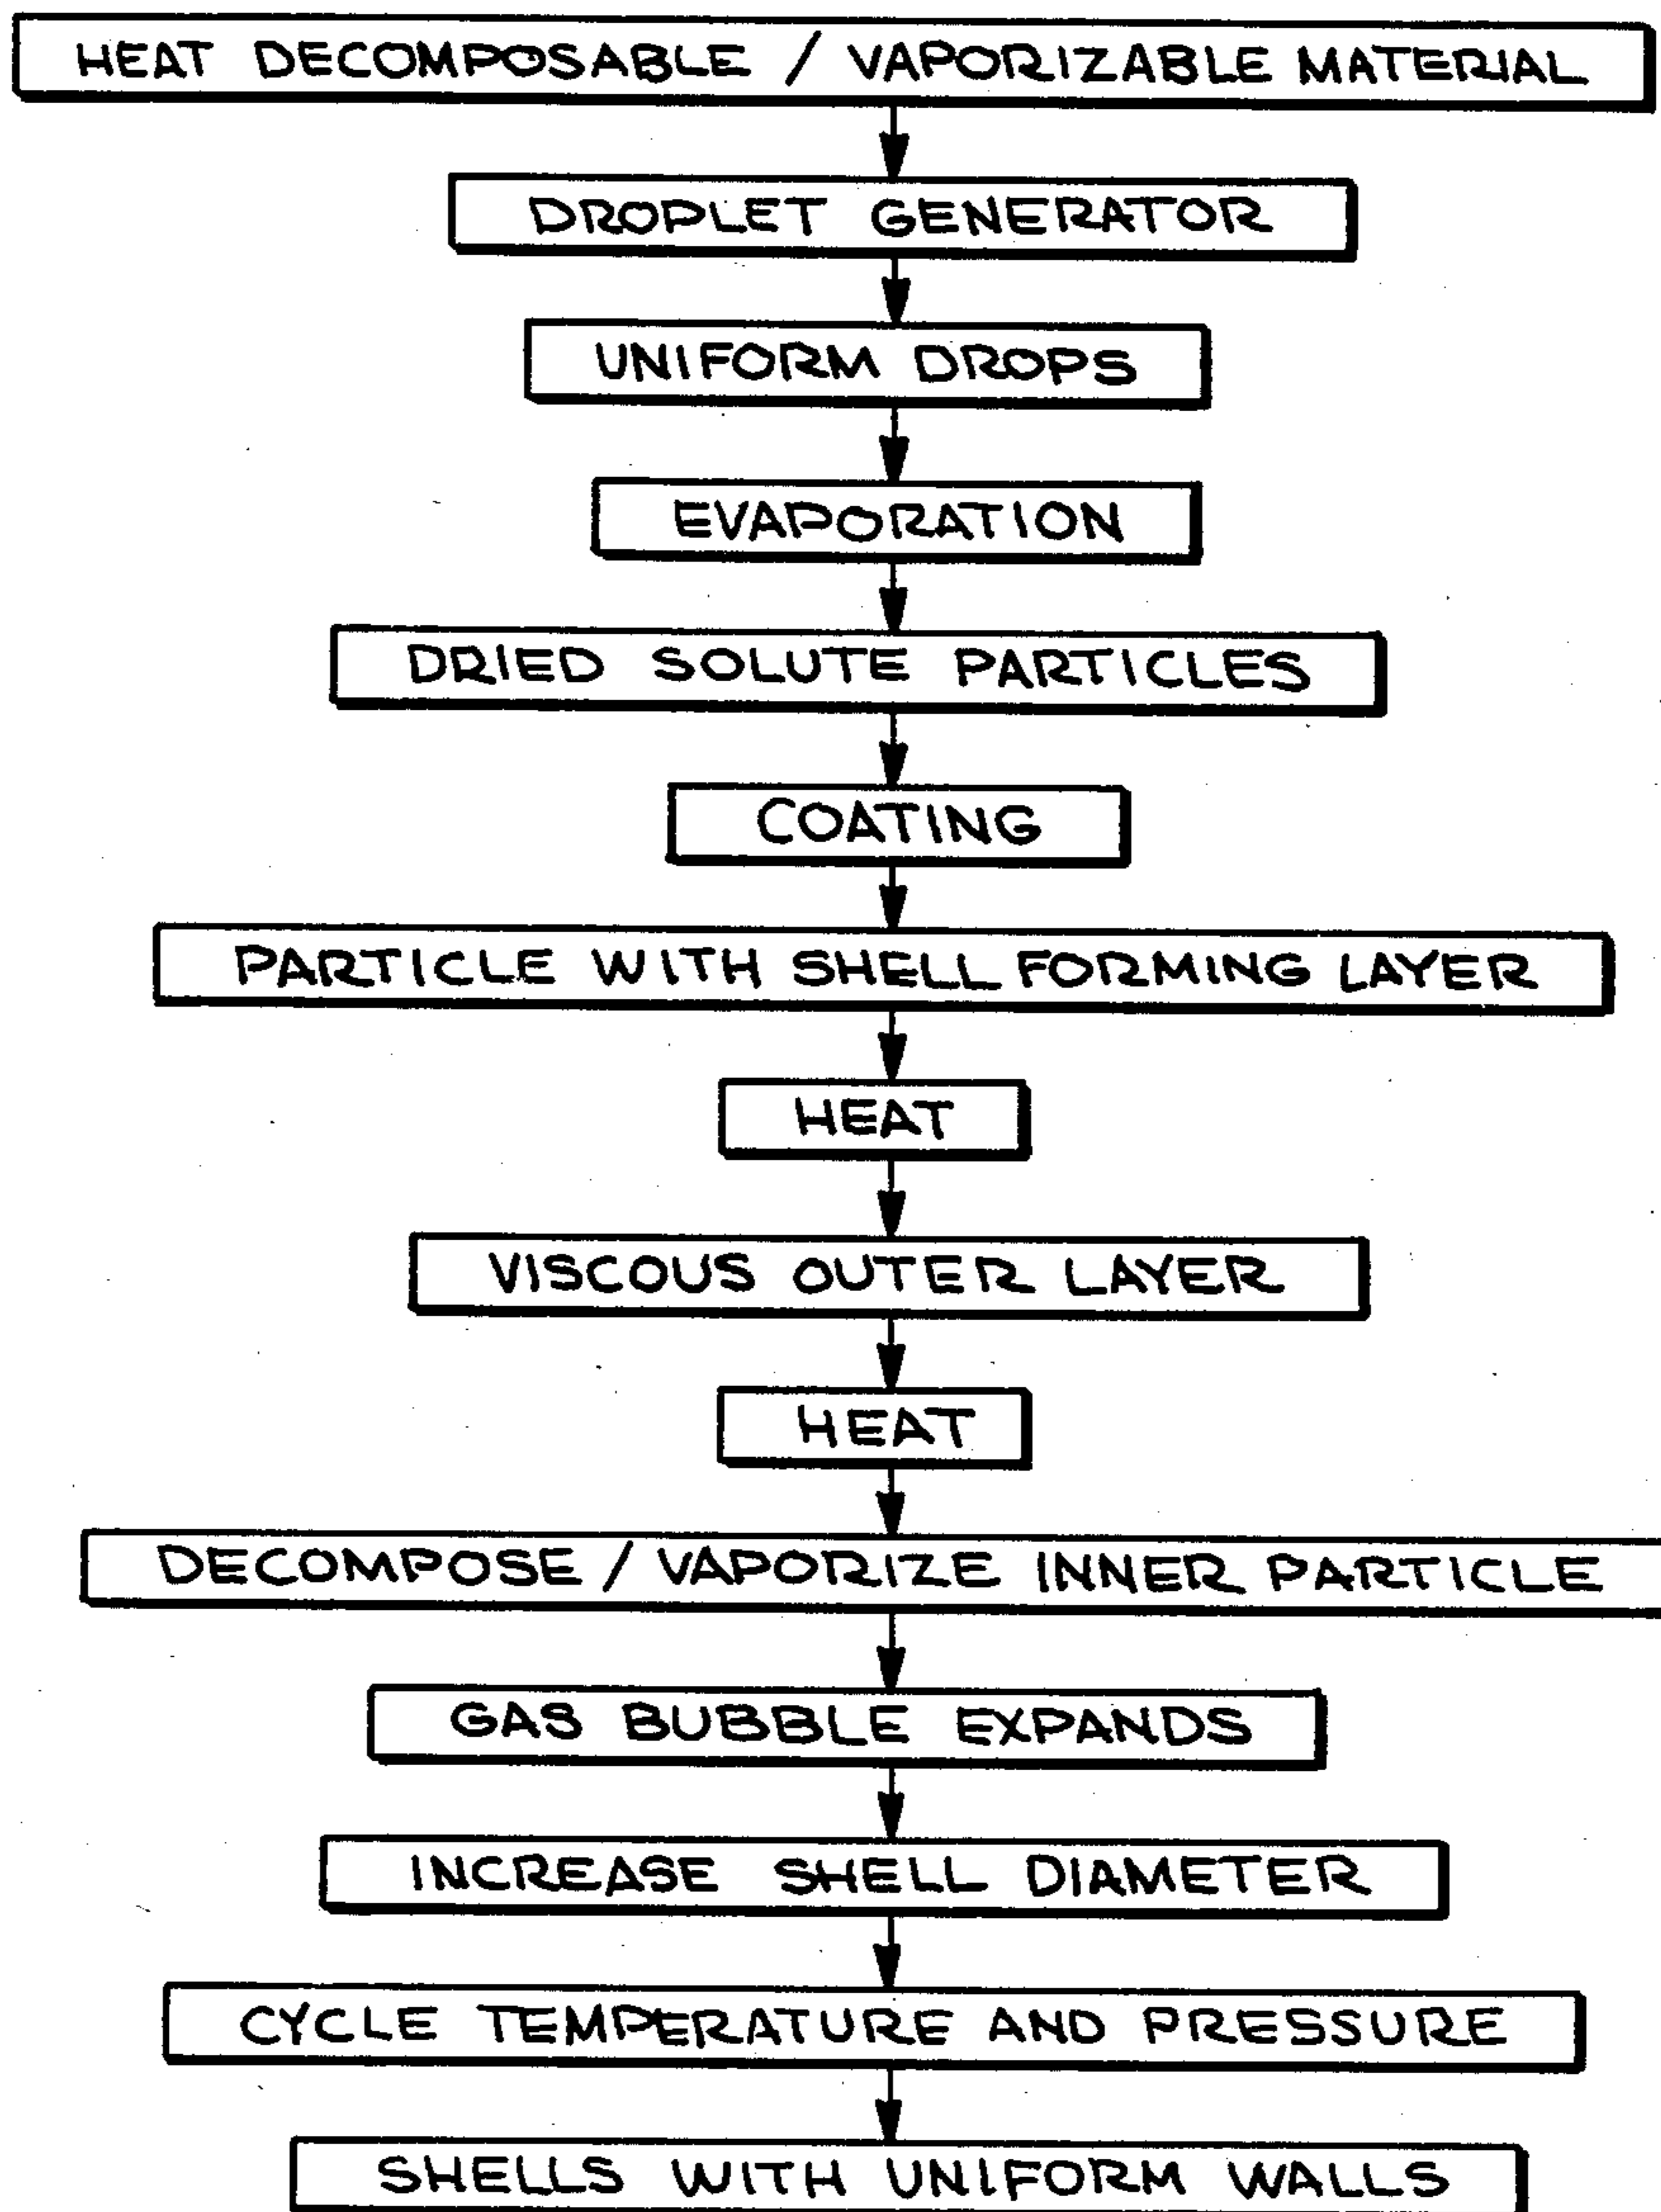 HEAT DECOMPOSABLE / VAPORIZABLE MATERIAL
DROPLET GENERATOR
UNIFORM DROPS
EVAPORATION
DRIED SOLUTE PARTICLES
COATING
PARTICLE WITH SHELL FORMING LAYER
HEAT
VISCOUS OUTER LAYER
HEAT
DECOMPOSE / VAPORIZE INNER PARTICLE
GAS BUBBLE EXPANDS
INCREASE SHELL DIAMETER
CYCLE TEMPERATURE AND PRESSURE
SHELLS WITH UNIFORM WALLS